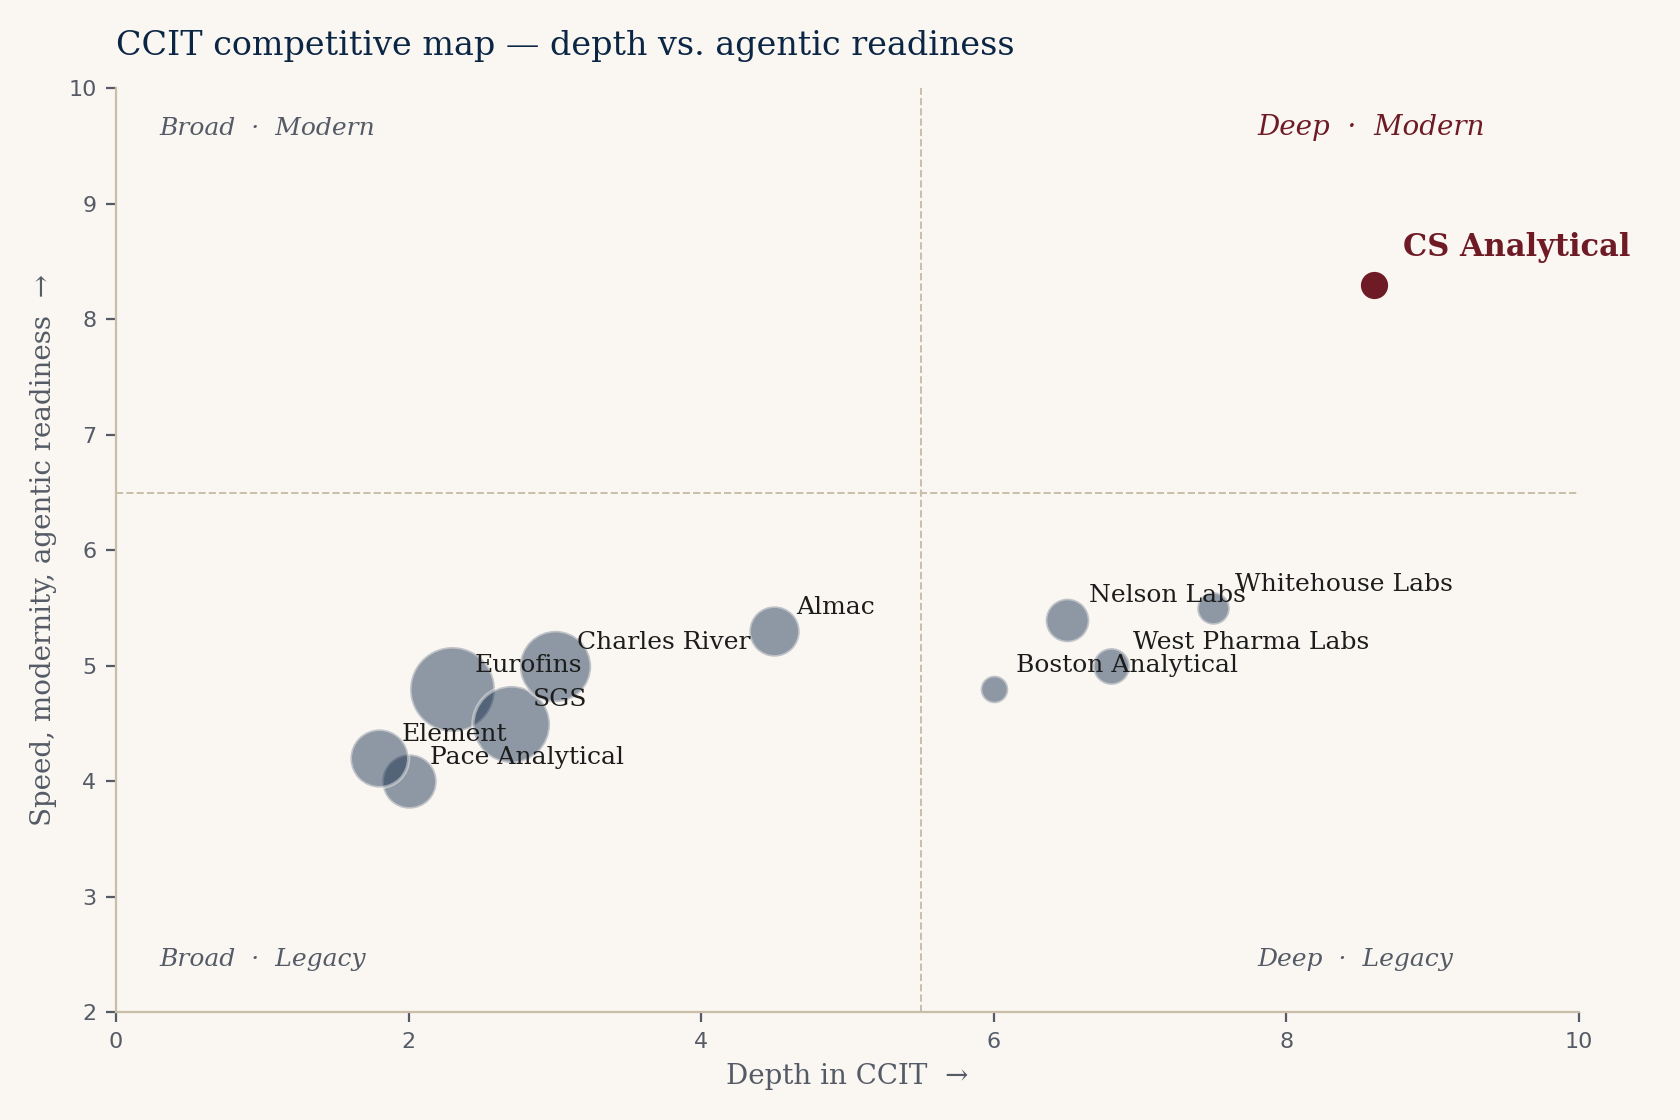 CCIT competitive map — depth vs. agentic readiness
10
9
8
7
6
5
4
3
2
Speed, modernity, agentic readiness →
Broad · Modern
Deep · Modern
CS Analytical
Whitehouse Labs
Nelson Labs
Almac
Charles River
West Pharma Labs
Eurofins
Boston Analytical
SGS
Element
Pace Analytical
Broad · Legacy
Deep · Legacy
0 2 4 6 8 10
Depth in CCIT →